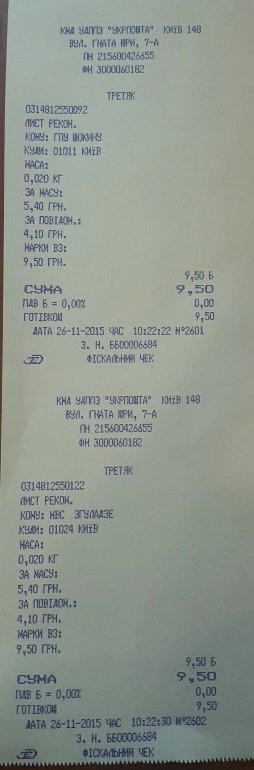 КМД УДППЗ "УКРПОШТА" КИЇВ 148
ВУЛ. ГНАТА ЮРИ, 7-А
ПН 215600426655
ФН 3000060182
ТРЕТЯК
0314812550092
ЛИСТ РЕКОМ.
КОМУ: ГПУ ШОКИНУ
КУДИ: 01011 КИЇВ
МАСА:
0,020 КГ
ЗА МАСУ:
5,40 ГРН.
ЗА ПОВІДОМ.:
4,10 ГРН.
МАРКИ ВЗ:
9,50 ГРН.
9,50 Б
СУМА 9,50
ПДВ Б = 0,00% 0,00
ГОТІВКОЮ 9,50
ДАТА 26-11-2015 ЧАС 10:22:22 №2601
З. Н. ББ00006684
ФІСКАЛЬНИЙ ЧЕК
КМД УДППЗ "УКРПОШТА" КИЇВ 148
ВУЛ. ГНАТА ЮРИ, 7-А
ПН 215600426655
ФН 3000060182
ТРЕТЯК
0314812550122
ЛИСТ РЕКОМ.
КОМУ: МВС ЗГУЛАДЗЕ
КУДИ: 01024 КИЇВ
МАСА:
0,020 КГ
ЗА МАСУ:
5,40 ГРН.
ЗА ПОВІДОМ.:
4,10 ГРН.
МАРКИ ВЗ:
9,50 ГРН.
9,50 Б
СУМА 9,50
ПДВ Б = 0,00% 0,00
ГОТІВКОЮ 9,50
ДАТА 26-11-2015 ЧАС 10:22:30 №2602
З. Н. ББ00006684
ФІСКАЛЬНИЙ ЧЕК